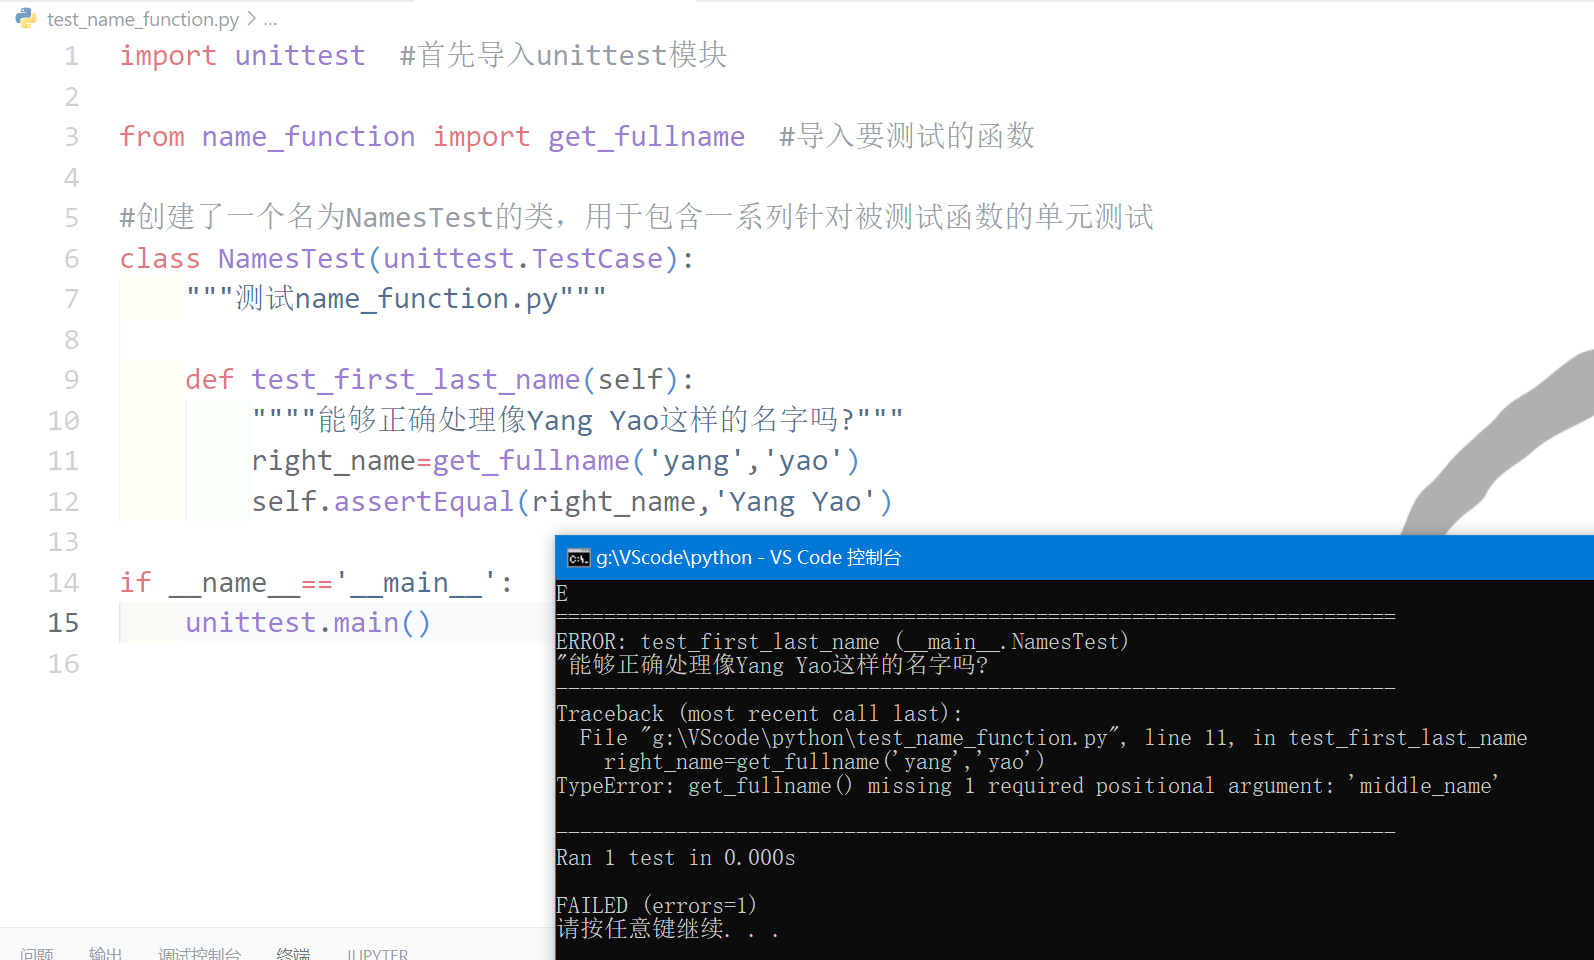 test_name_function.py > ...
1 import unittest  #首先导入unittest模块
2
3 from name_function import get_fullname  #导入要测试的函数
4
5 #创建了一个名为NamesTest的类，用于包含一系列针对被测试函数的单元测试
6 class NamesTest(unittest.TestCase):
7     """测试name_function.py"""
8
9     def test_first_last_name(self):
10         """"能够正确处理像Yang Yao这样的名字吗?"""
11         right_name=get_fullname('yang','yao')
12         self.assertEqual(right_name,'Yang Yao')
13
14 if __name__=='__main__':
15     unittest.main()
16
g:\VScode\python - VS Code 控制台
E
======================================================================
ERROR: test_first_last_name (__main__.NamesTest)
"能够正确处理像Yang Yao这样的名字吗?
----------------------------------------------------------------------
Traceback (most recent call last):
  File "g:\VScode\python\test_name_function.py", line 11, in test_first_last_name
    right_name=get_fullname('yang','yao')
TypeError: get_fullname() missing 1 required positional argument: 'middle_name'
----------------------------------------------------------------------
Ran 1 test in 0.000s
FAILED (errors=1)
请按任意键继续. . .
问题 输出 调试控制台 终端 JUPYTER